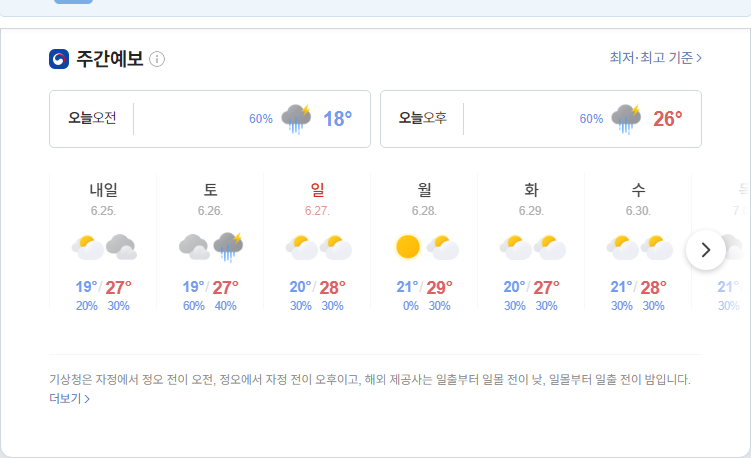 주간예보
최저·최고 기준 >
오늘오전 60% 18°
오늘오후 60% 26°
내일 토 일 월 화 수
6.25. 6.26. 6.27. 6.28. 6.29. 6.30.
19°/27° 19°/27° 20°/28° 21°/29° 20°/27° 21°/28° 21°
20% 30% 60% 40% 30% 30% 0% 30% 30% 30% 30% 30% 30%
기상청은 자정에서 정오 전이 오전, 정오에서 자정 전이 오후이고, 해외 제공사는 일출부터 일몰 전이 낮, 일몰부터 일출 전이 밤입니다.
더보기 >